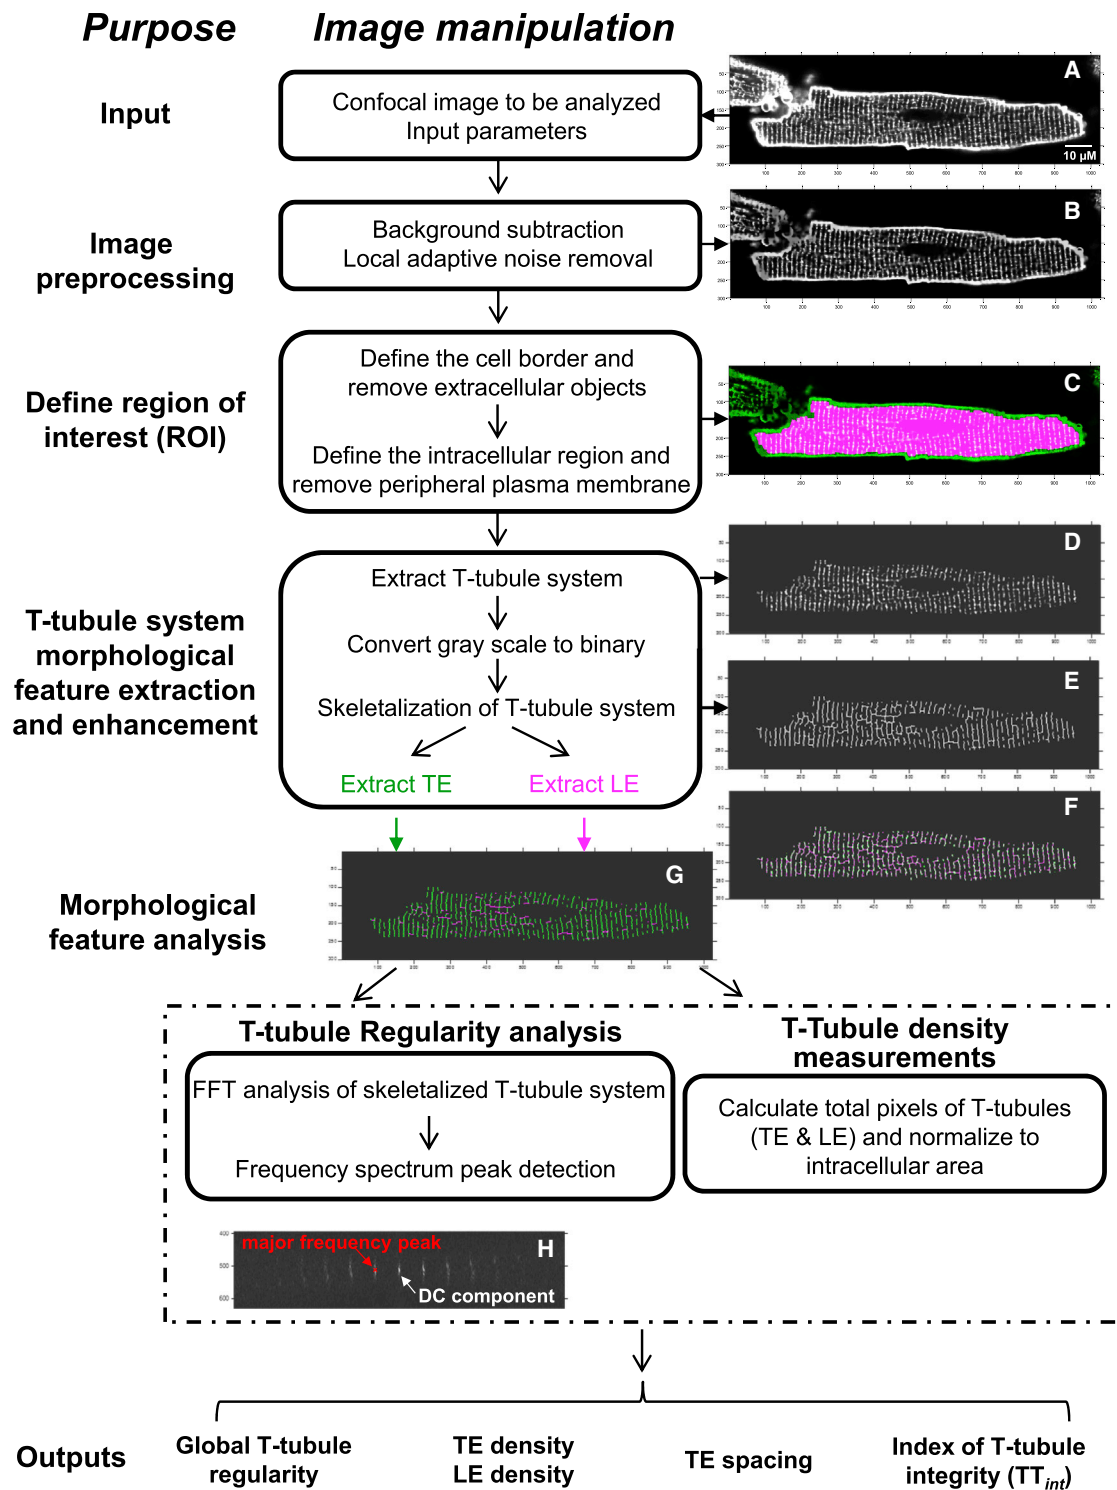 Purpose
Image manipulation
Input
Confocal image to be analyzed
Input parameters
A
10 µM
Image
preprocessing
Background subtraction
Local adaptive noise removal
B
Define region of
interest (ROI)
Define the cell border and
remove extracellular objects
Define the intracellular region and
remove peripheral plasma membrane
C
T-tubule system
morphological
feature extraction
and enhancement
Extract T-tubule system
Convert gray scale to binary
Skeletalization of T-tubule system
Extract TE
Extract LE
D
E
F
Morphological
feature analysis
G
T-tubule Regularity analysis
FFT analysis of skeletalized T-tubule system
Frequency spectrum peak detection
T-Tubule density
measurements
Calculate total pixels of T-tubules
(TE & LE) and normalize to
intracellular area
400
500
600
major frequency peak
H
DC component
Outputs
Global T-tubule
regularity
TE density
LE density
TE spacing
Index of T-tubule
integrity (TTint)